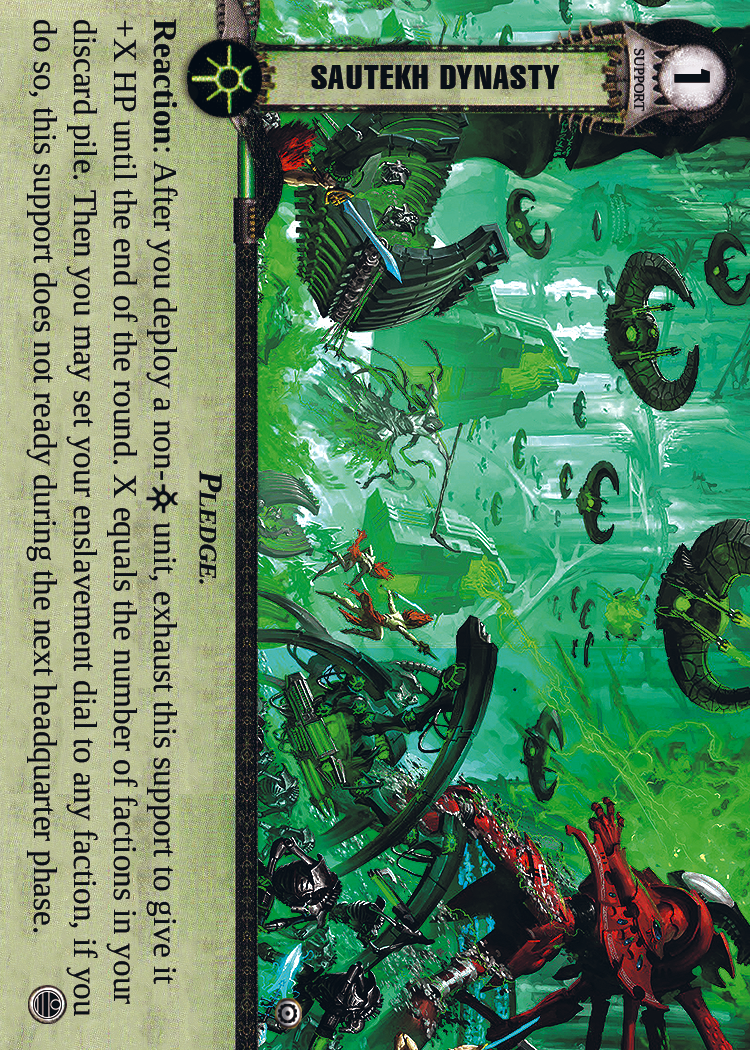 1
SUPPORT
SAUTEKH DYNASTY
PLEDGE.
Reaction: After you deploy a non- unit, exhaust this support to give it
+X HP until the end of the round. X equals the number of factions in your
discard pile. Then you may set your enslavement dial to any faction, if you
do so, this support does not ready during the next headquarter phase.